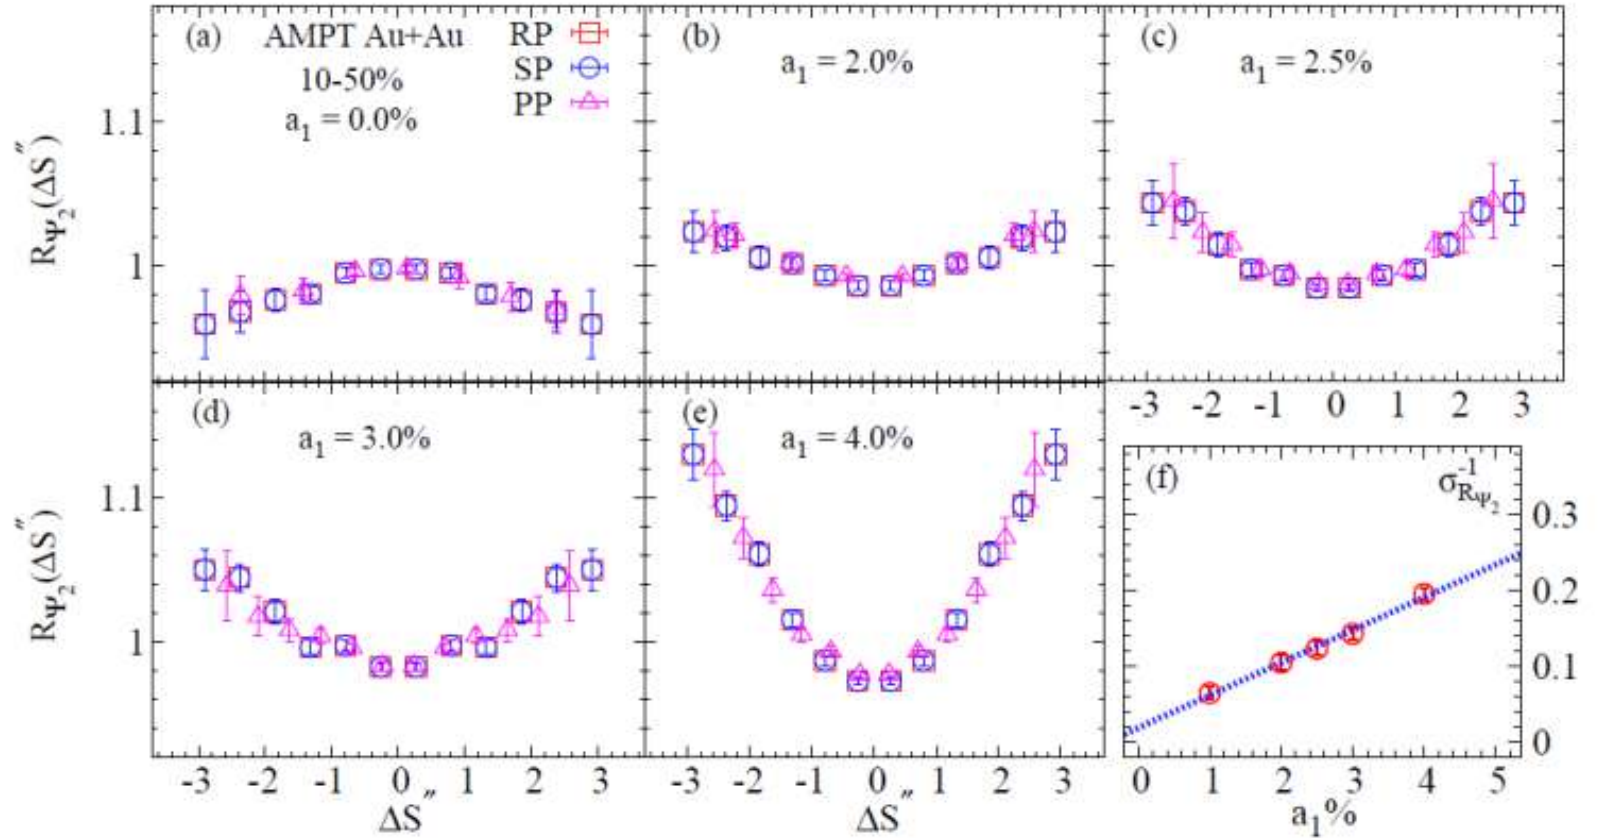 (a) AMPT Au+Au
10-50%
a₁ = 0.0%
RP
SP
PP
(b)
a₁ = 2.0%
(c)
a₁ = 2.5%
R_Ψ₂(ΔS″)
1.1
1
-3 -2 -1 0 1 2 3
(d)
a₁ = 3.0%
(e)
a₁ = 4.0%
R_Ψ₂(ΔS″)
1.1
1
-3 -2 -1 0 1 2 3
ΔS″
-3 -2 -1 0 1 2 3
ΔS″
(f)
σ⁻¹_RΨ₂
0.3
0.2
0.1
0
0 1 2 3 4 5
a₁%